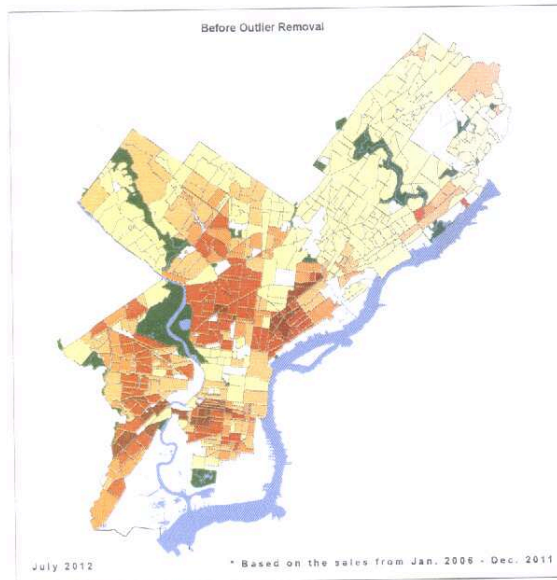 Before Outlier Removal
July 2012
* Based on the sales from Jan. 2006 - Dec. 2011